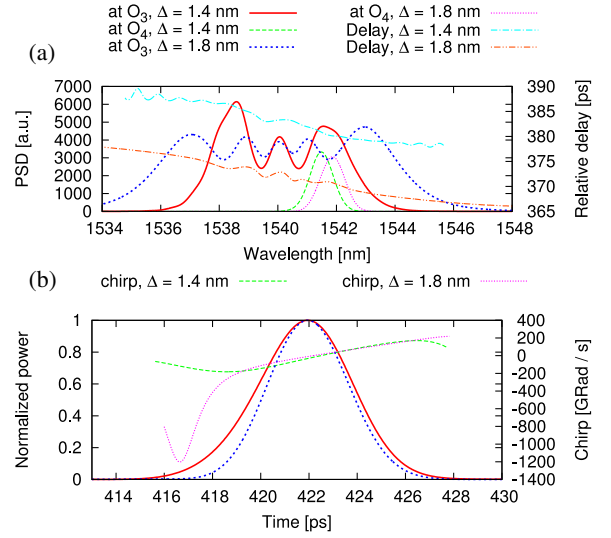 at O3, Δ = 1.4 nm
at O4, Δ = 1.4 nm
at O3, Δ = 1.8 nm
at O4, Δ = 1.8 nm
Delay, Δ = 1.4 nm
Delay, Δ = 1.8 nm
(a)
PSD [a.u.]
7000
6000
5000
4000
3000
2000
1000
0
390
385
380
375
370
365
Relative delay [ps]
1534 1536 1538 1540 1542 1544 1546 1548
Wavelength [nm]
(b)
chirp, Δ = 1.4 nm
chirp, Δ = 1.8 nm
Normalized power
1
0.8
0.6
0.4
0.2
0
400
200
0
-200
-400
-600
-800
-1000
-1200
-1400
Chirp [GRad / s]
414 416 418 420 422 424 426 428 430
Time [ps]